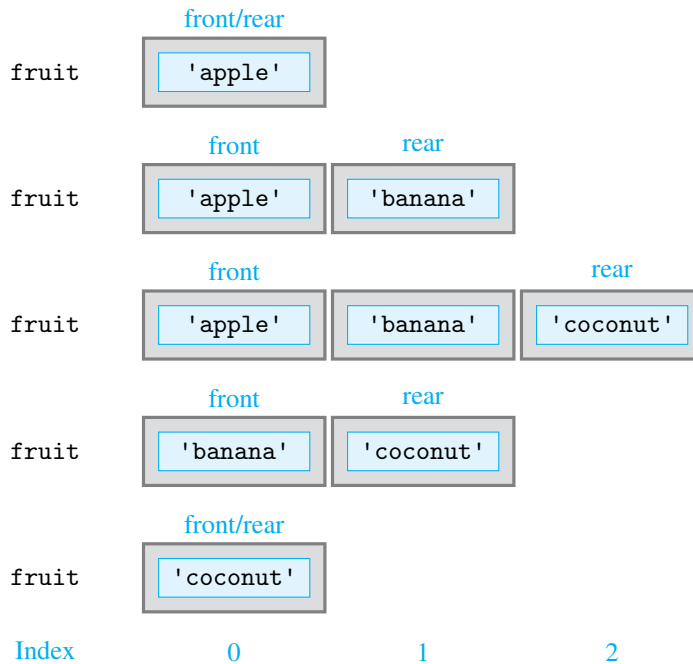 front/rear
fruit 'apple'
front rear
fruit 'apple' 'banana'
front rear
fruit 'apple' 'banana' 'coconut'
front rear
fruit 'banana' 'coconut'
front/rear
fruit 'coconut'
Index 0 1 2